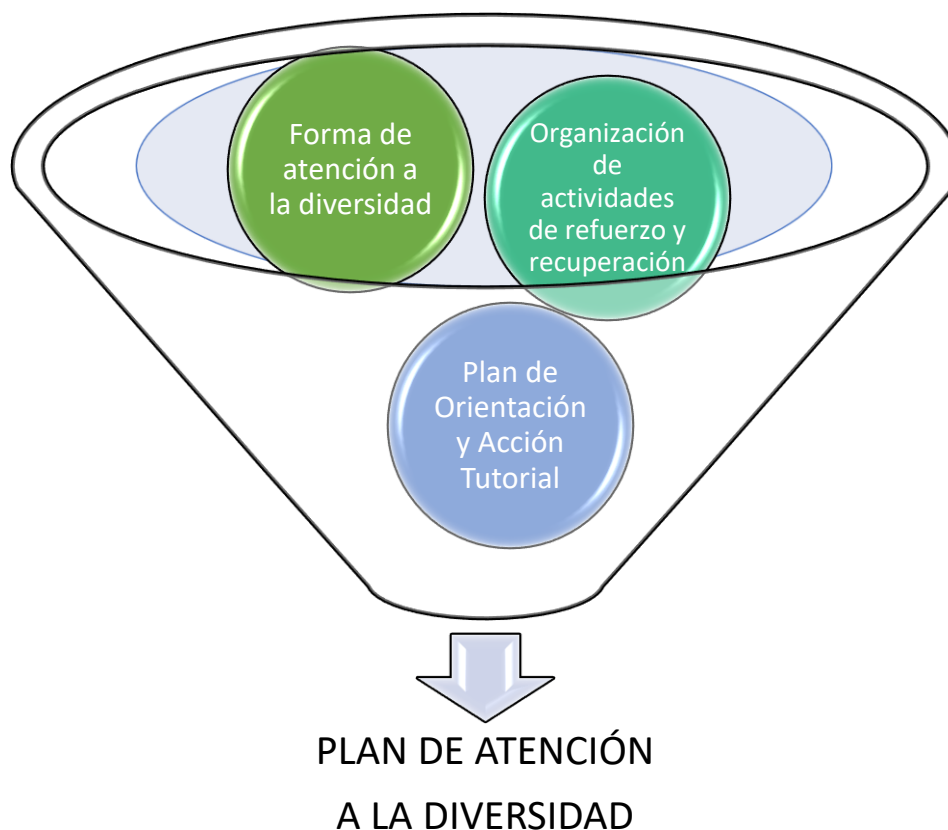 Forma de
atención a
la diversidad
Organización
de
actividades
de refuerzo y
recuperación
Plan de
Orientación
y Acción
Tutorial
PLAN DE ATENCIÓN
A LA DIVERSIDAD